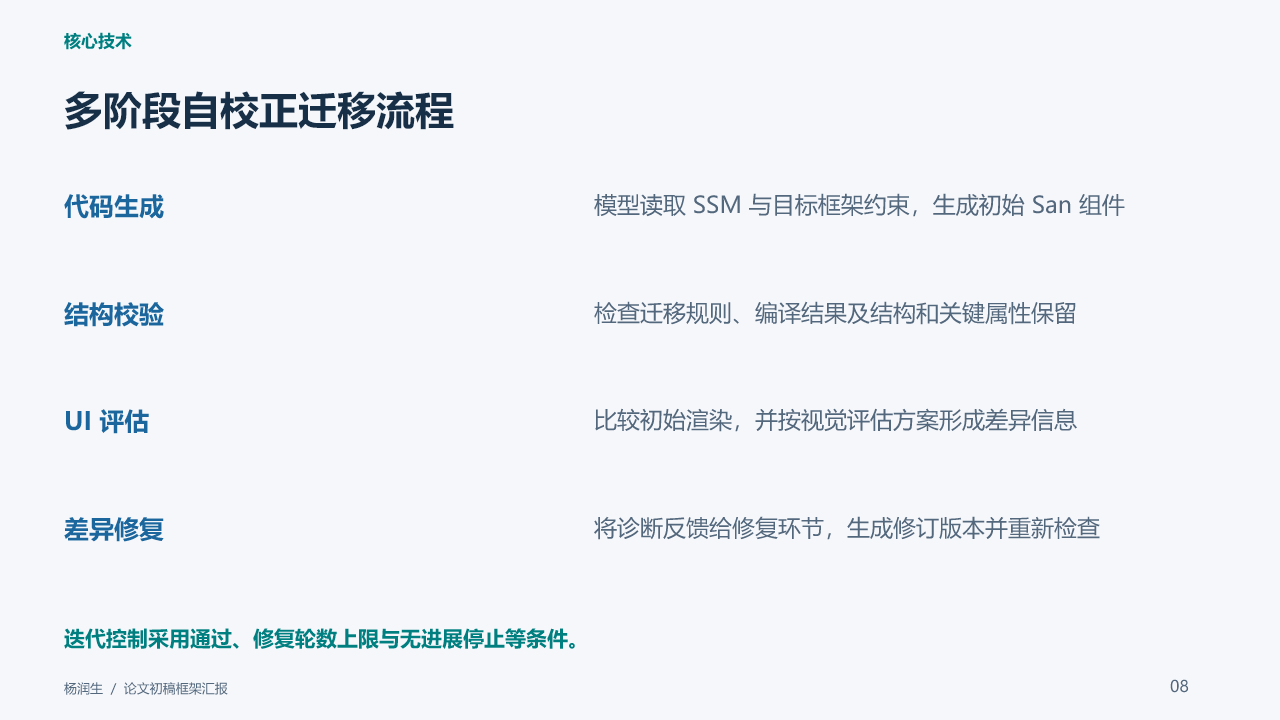 核心技术
多阶段自校正迁移流程
代码生成
模型读取 SSM 与目标框架约束，生成初始 San 组件
结构校验
检查迁移规则、编译结果及结构和关键属性保留
UI 评估
比较初始渲染，并按视觉评估方案形成差异信息
差异修复
将诊断反馈给修复环节，生成修订版本并重新检查
迭代控制采用通过、修复轮数上限与无进展停止等条件。
杨润生 / 论文初稿框架汇报
08